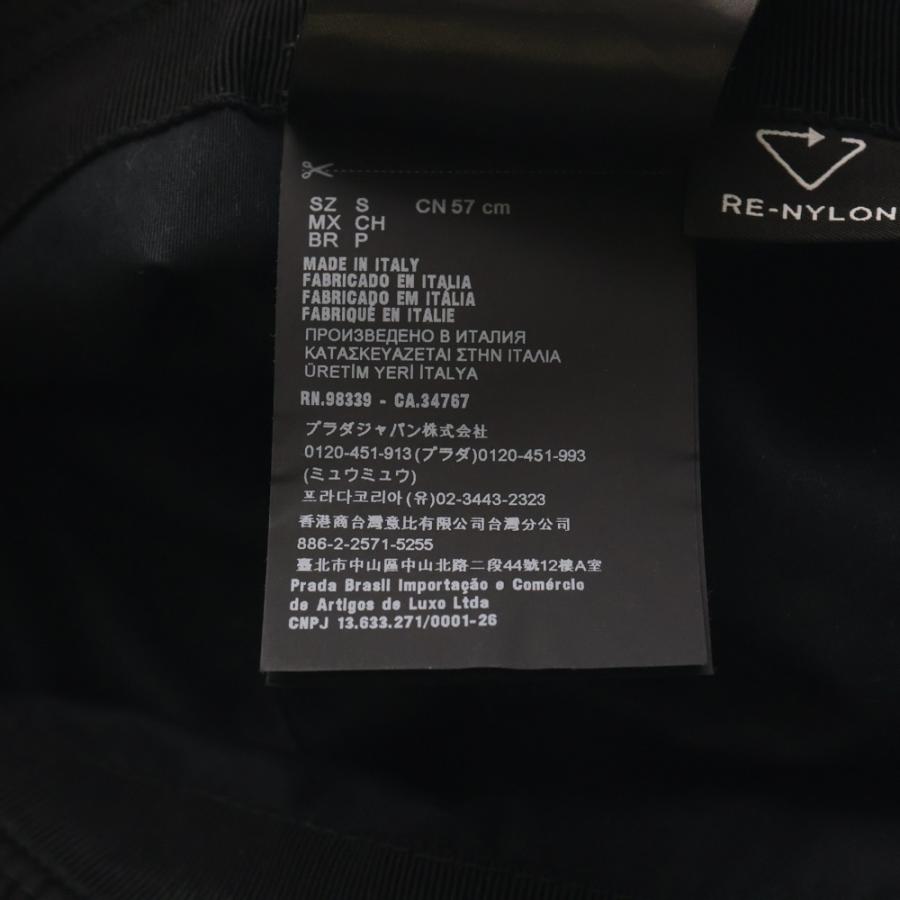 SZ S CN 57 cm
MX CH
BR P
MADE IN ITALY
FABRICADO EN ITALIA
FABRICADO EM ITÁLIA
FABRIQUÉ EN ITALIE
ПРОИЗВЕДЕНО В ИТАЛИЯ
ΚΑΤΑΣΚΕΥΑΖΕΤΑΙ ΣΤΗΝ ΙΤΑΛΙΑ
ÜRETİM YERİ İTALYA
RN.98339 - CA.34767
プラダジャパン株式会社
0120-451-913(プラダ)0120-451-993
(ミュウミュウ)
프라다코리아(유)02-3443-2323
香港商台灣意比有限公司台灣分公司
886-2-2571-5255
臺北市中山區中山北路二段44號12樓A室
Prada Brasil Importação e Comércio
de Artigos de Luxo Ltda
CNPJ 13.633.271/0001-26
RE-NYLON